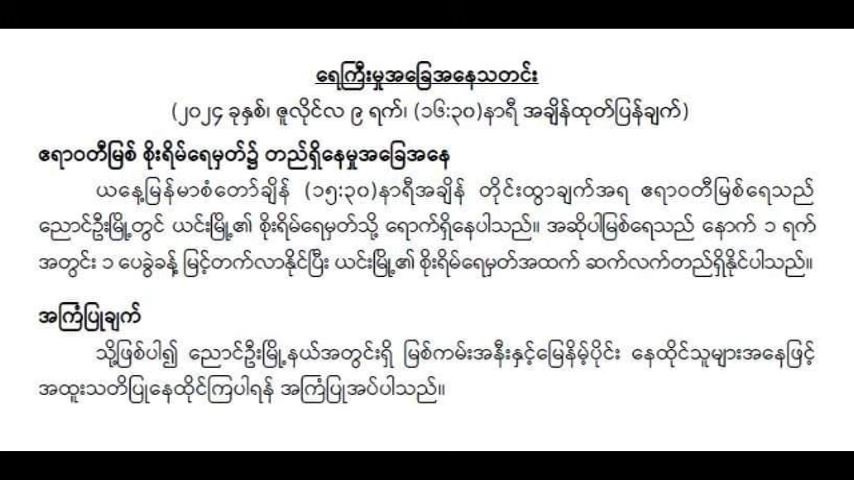 ရေကြီးမှုအခြေအနေသတင်း
(၂၀၂၄ ခုနှစ်၊ ဇူလိုင်လ ၉ ရက်၊ (၁၆:၃၀)နာရီ အချိန်ထုတ်ပြန်ချက်)
ဧရာဝတီမြစ် စိုးရိမ်ရေမှတ်၌ တည်ရှိနေမှုအခြေအနေ
ယနေ့မြန်မာစံတော်ချိန် (၁၅:၃၀)နာရီအချိန် တိုင်းထွာချက်အရ ဧရာဝတီမြစ်ရေသည်
ညောင်ဦးမြို့တွင် ယင်းမြို့၏ စိုးရိမ်ရေမှတ်သို့ ရောက်ရှိနေပါသည်။ အဆိုပါမြစ်ရေသည် နောက် ၁ ရက်
အတွင်း ၁ ပေခွဲခန့် မြင့်တက်လာနိုင်ပြီး ယင်းမြို့၏ စိုးရိမ်ရေမှတ်အထက် ဆက်လက်တည်ရှိနိုင်ပါသည်။
အကြံပြုချက်
သို့ဖြစ်ပါ၍ ညောင်ဦးမြို့နယ်အတွင်းရှိ မြစ်ကမ်းအနီးနှင့်မြေနိမ့်ပိုင်း နေထိုင်သူများအနေဖြင့်
အထူးသတိပြုနေထိုင်ကြပါရန် အကြံပြုအပ်ပါသည်။